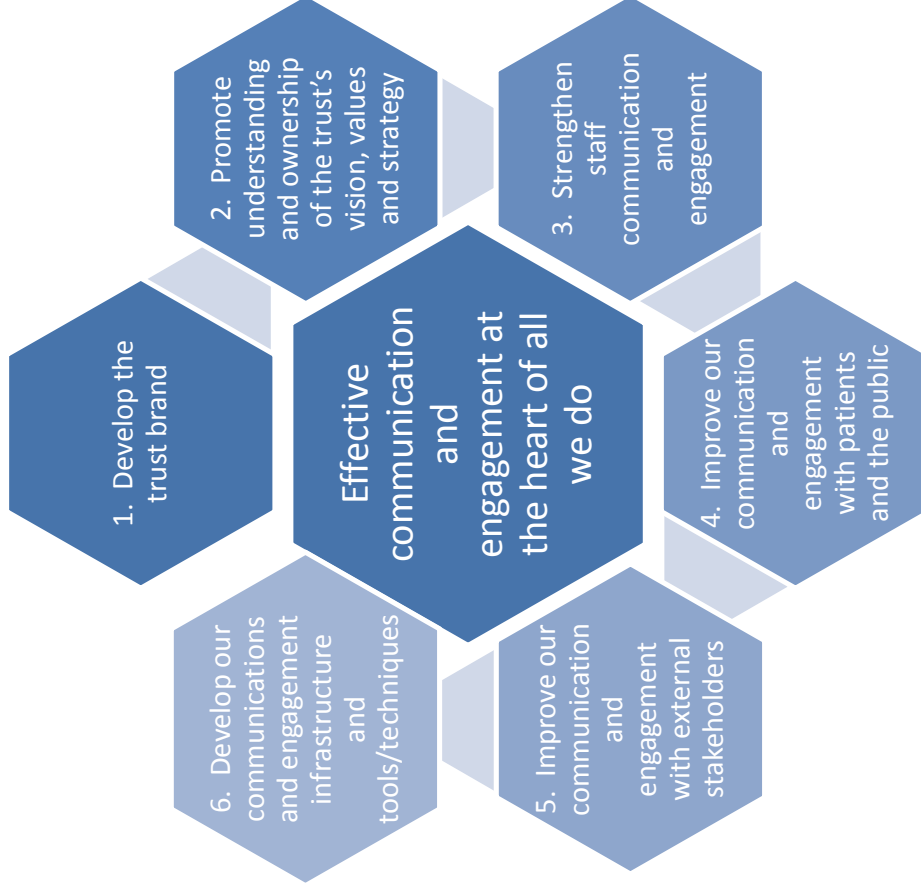 1. Develop the
trust brand
2. Promote
understanding
and ownership
of the trust's
vision, values
and strategy
3. Strengthen
staff
communication
and
engagement
4. Improve our
communication
and
engagement
with patients
and the public
5. Improve our
communication
and
engagement
with external
stakeholders
6. Develop our
communications
and engagement
infrastructure
and
tools/techniques
Effective
communication
and
engagement at
the heart of all
we do